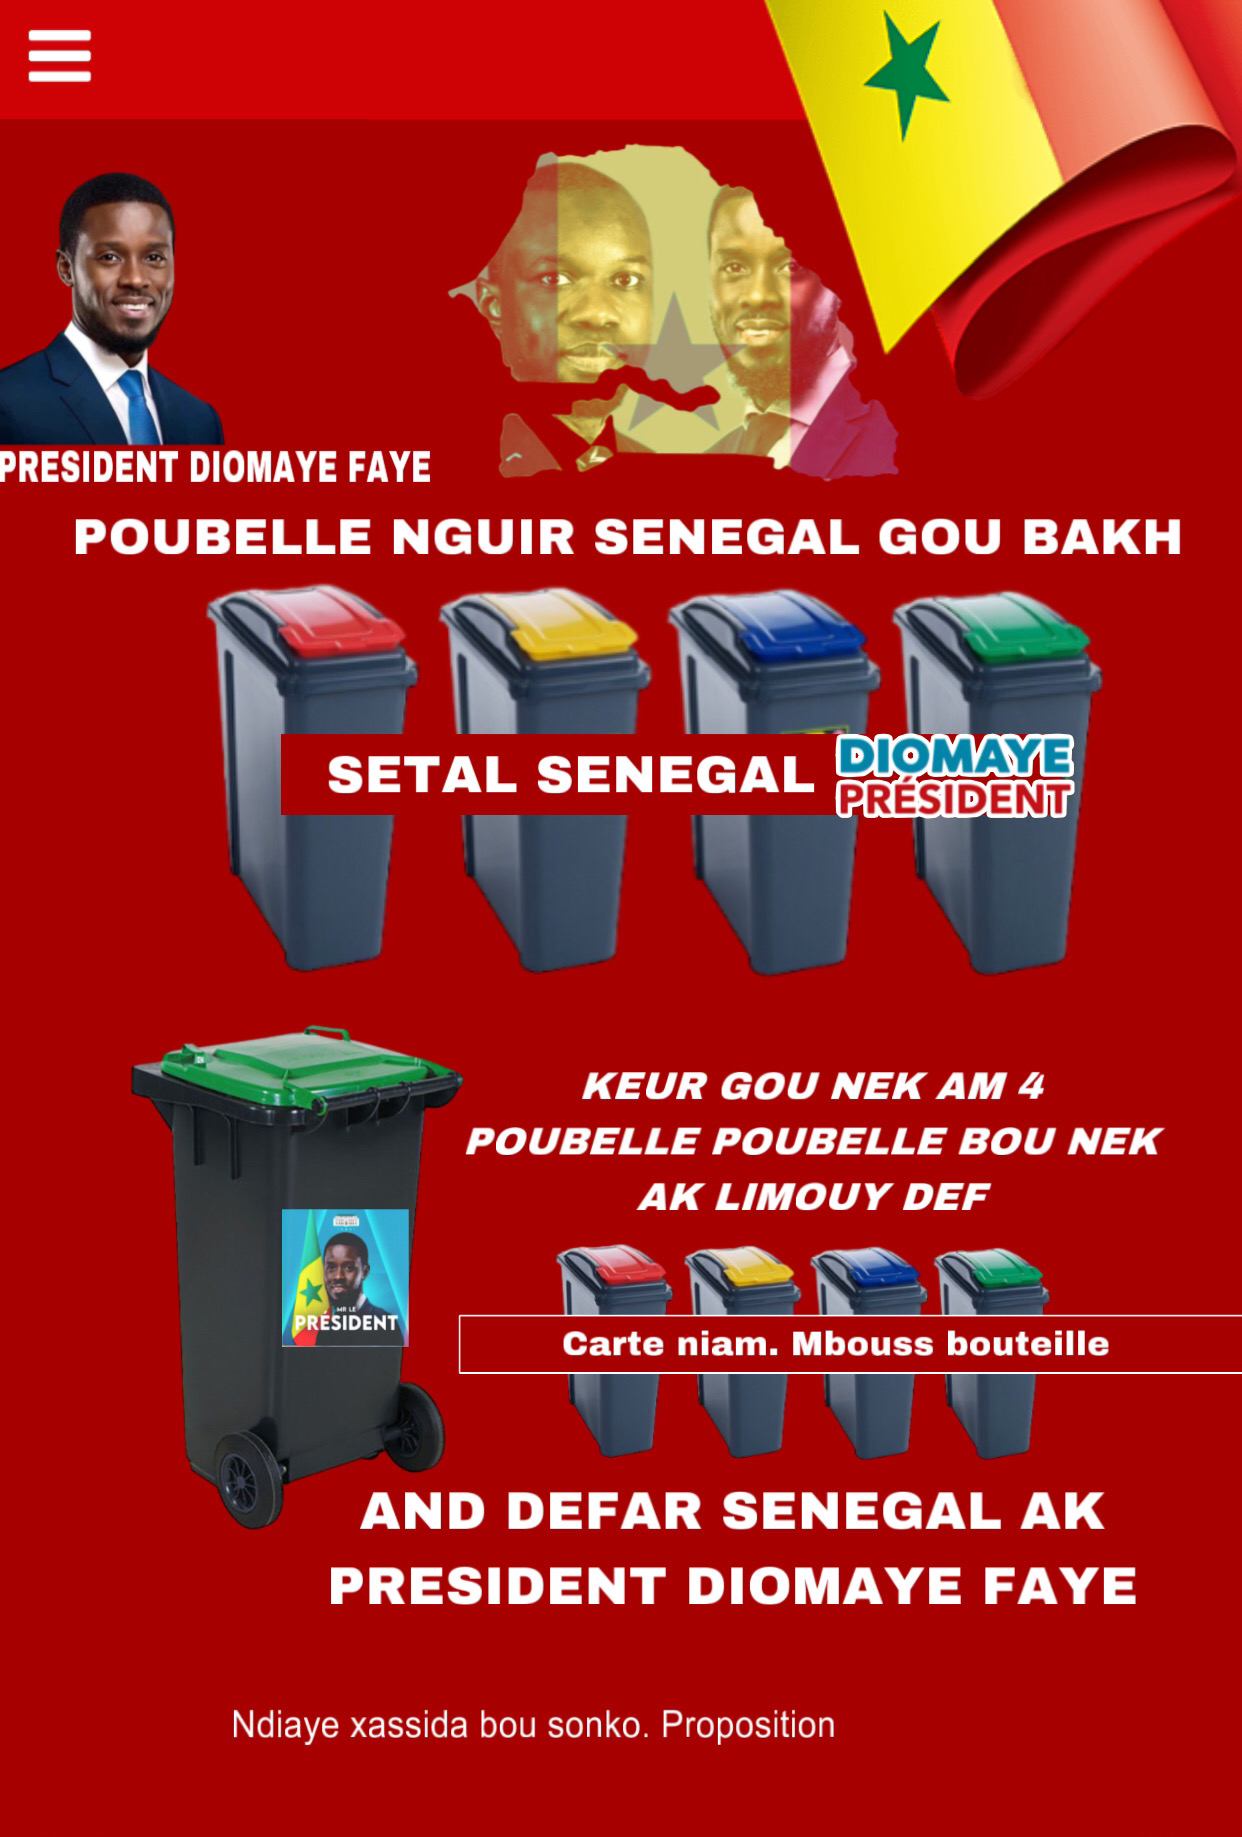 PRESIDENT DIOMAYE FAYE
POUBELLE NGUIR SENEGAL GOU BAKH
SETAL SENEGAL
DIOMAYE
PRÉSIDENT
KEUR GOU NEK AM 4
POUBELLE POUBELLE BOU NEK
AK LIMOUY DEF
MR LE
PRÉSIDENT
Carte niam. Mbouss bouteille
AND DEFAR SENEGAL AK
PRESIDENT DIOMAYE FAYE
Ndiaye xassida bou sonko. Proposition